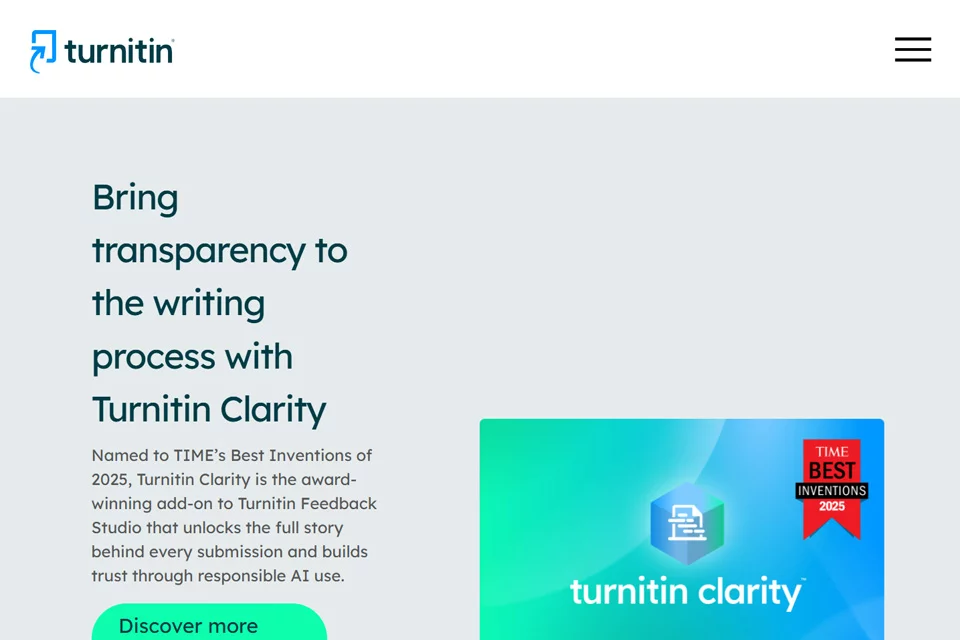 turnitin
Bring
transparency to
the writing
process with
Turnitin Clarity
Named to TIME’s Best Inventions of
2025, Turnitin Clarity is the award-
winning add-on to Turnitin Feedback
Studio that unlocks the full story
behind every submission and builds
trust through responsible AI use.
Discover more
TIME
BEST
INVENTIONS
2025
turnitin clarity™